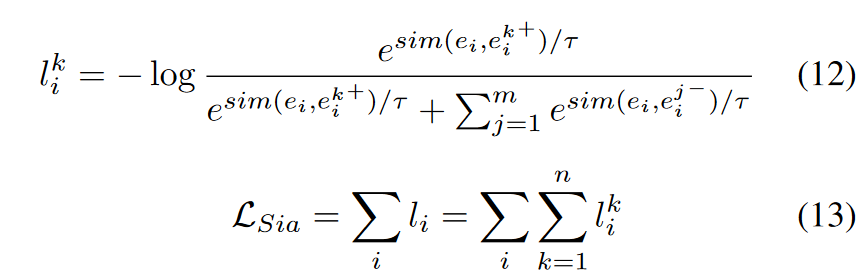 $l_i^k = -\log \frac{e^{sim(e_i, e_i^{k+})/\tau}}{e^{sim(e_i, e_i^{k+})/\tau} + \sum_{j=1}^{m} e^{sim(e_i, e_i^{j-})/\tau}}$ (12)
$\mathcal{L}_{Sia} = \sum_i l_i = \sum_i \sum_{k=1}^{n} l_i^k$ (13)